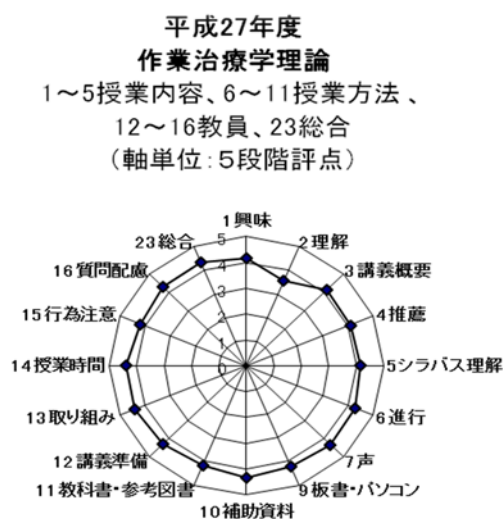 平成27年度
作業治療学理論
1～5授業内容、6～11授業方法、
12～16教員、23総合
（軸単位：5段階評点）
1興味
2理解
3講義概要
4推薦
5シラバス理解
6進行
7声
9板書・パソコン
10補助資料
11教科書・参考図書
12講義準備
13取り組み
14授業時間
15行為注意
16質問配慮
23総合
5
4
3
2
1
0